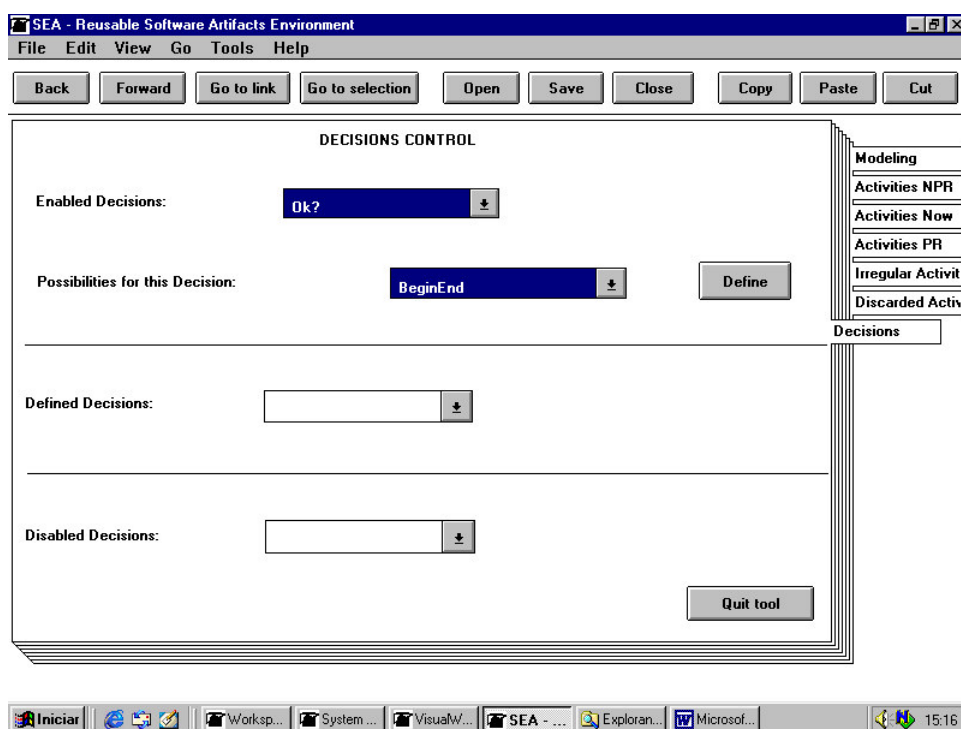 SEA - Reusable Software Artifacts Environment
File Edit View Go Tools Help
Back Forward Go to link Go to selection Open Save Close Copy Paste Cut
DECISIONS CONTROL
Modeling
Activities NPR
Enabled Decisions: Ok?
Activities Now
Activities PR
Possibilities for this Decision: BeginEnd Define
Irregular Activit
Discarded Activ
Decisions
Defined Decisions:
Disabled Decisions:
Quit tool
Iniciar Worksp... System ... VisualW... SEA - ... Exploran... Microsof... 15:16